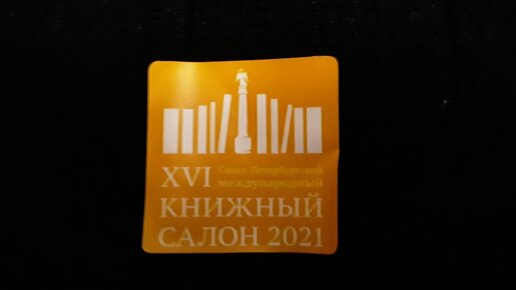 XVI Санкт-Петербургский
международный
КНИЖНЫЙ
САЛОН 2021